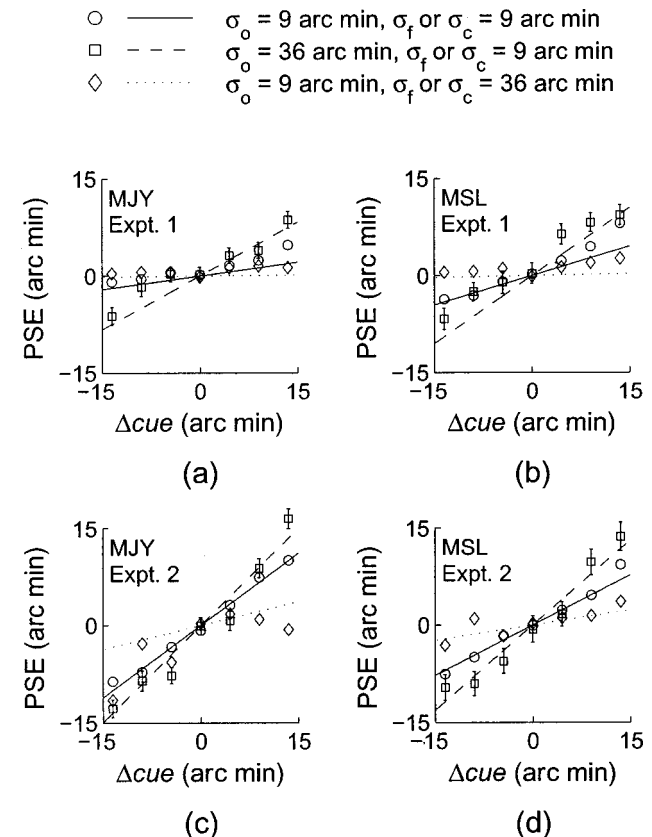 σo = 9 arc min, σf or σc = 9 arc min
σo = 36 arc min, σf or σc = 9 arc min
σo = 9 arc min, σf or σc = 36 arc min
15
MJY
Expt. 1
0
−15
−15
0
15
PSE (arc min)
Δcue (arc min)
(a)
15
MSL
Expt. 1
0
−15
−15
0
15
PSE (arc min)
Δcue (arc min)
(b)
15
MJY
Expt. 2
0
−15
−15
0
15
PSE (arc min)
Δcue (arc min)
(c)
15
MSL
Expt. 2
0
−15
−15
0
15
PSE (arc min)
Δcue (arc min)
(d)